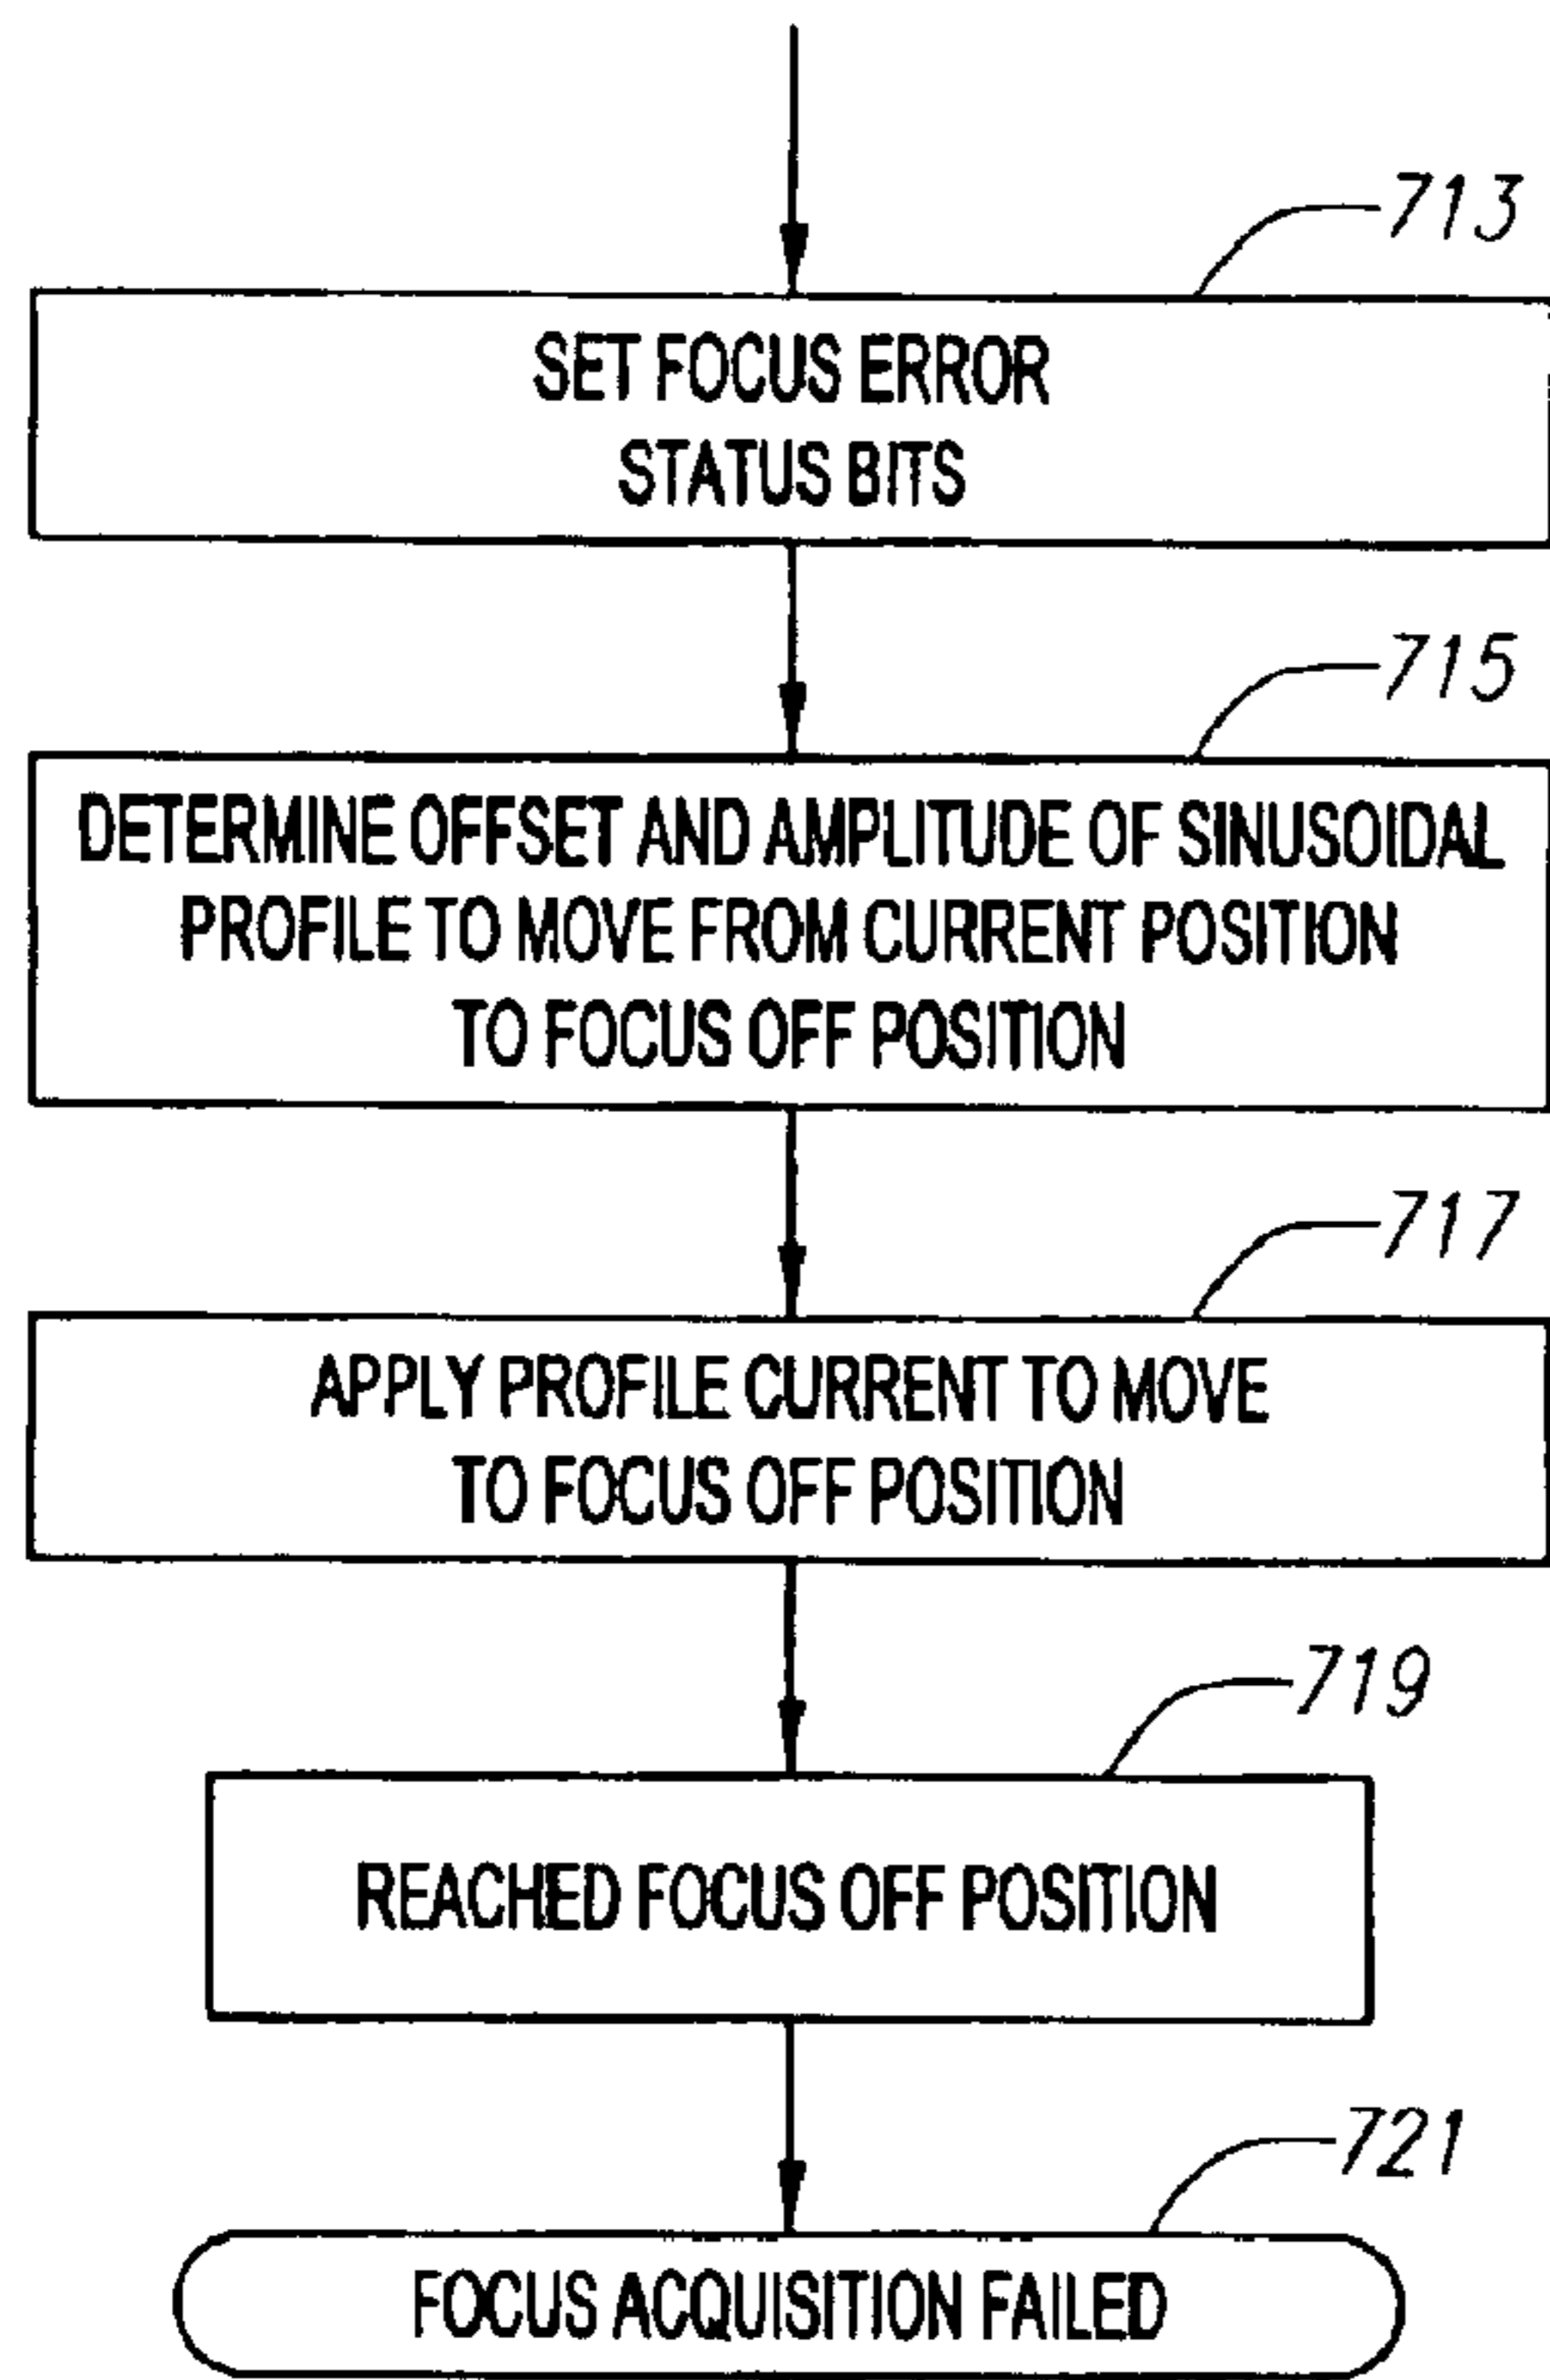 713
SET FOCUS ERROR
STATUS BITS
715
DETERMINE OFFSET AND AMPLITUDE OF SINUSOIDAL
PROFILE TO MOVE FROM CURRENT POSITION
TO FOCUS OFF POSITION
717
APPLY PROFILE CURRENT TO MOVE
TO FOCUS OFF POSITION
719
REACHED FOCUS OFF POSITION
721
FOCUS ACQUISITION FAILED